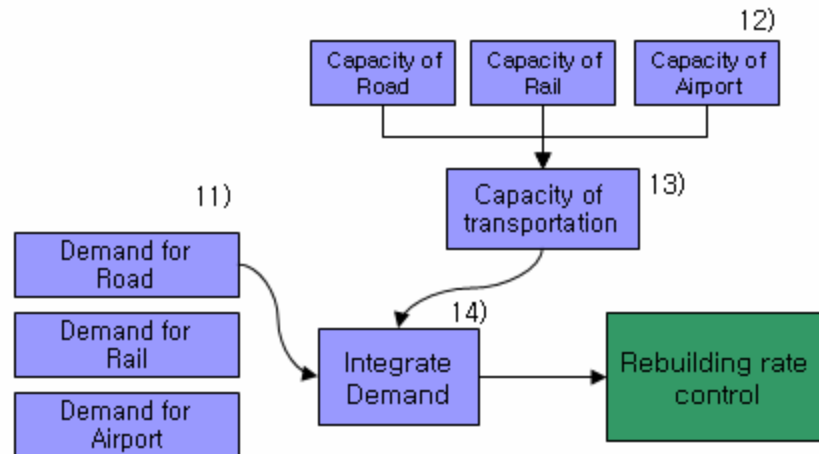 12)
Capacity of
Road
Capacity of
Rail
Capacity of
Airport
Capacity of
transportation
13)
11)
Demand for
Road
Demand for
Rail
Demand for
Airport
14)
Integrate
Demand
Rebuilding rate
control